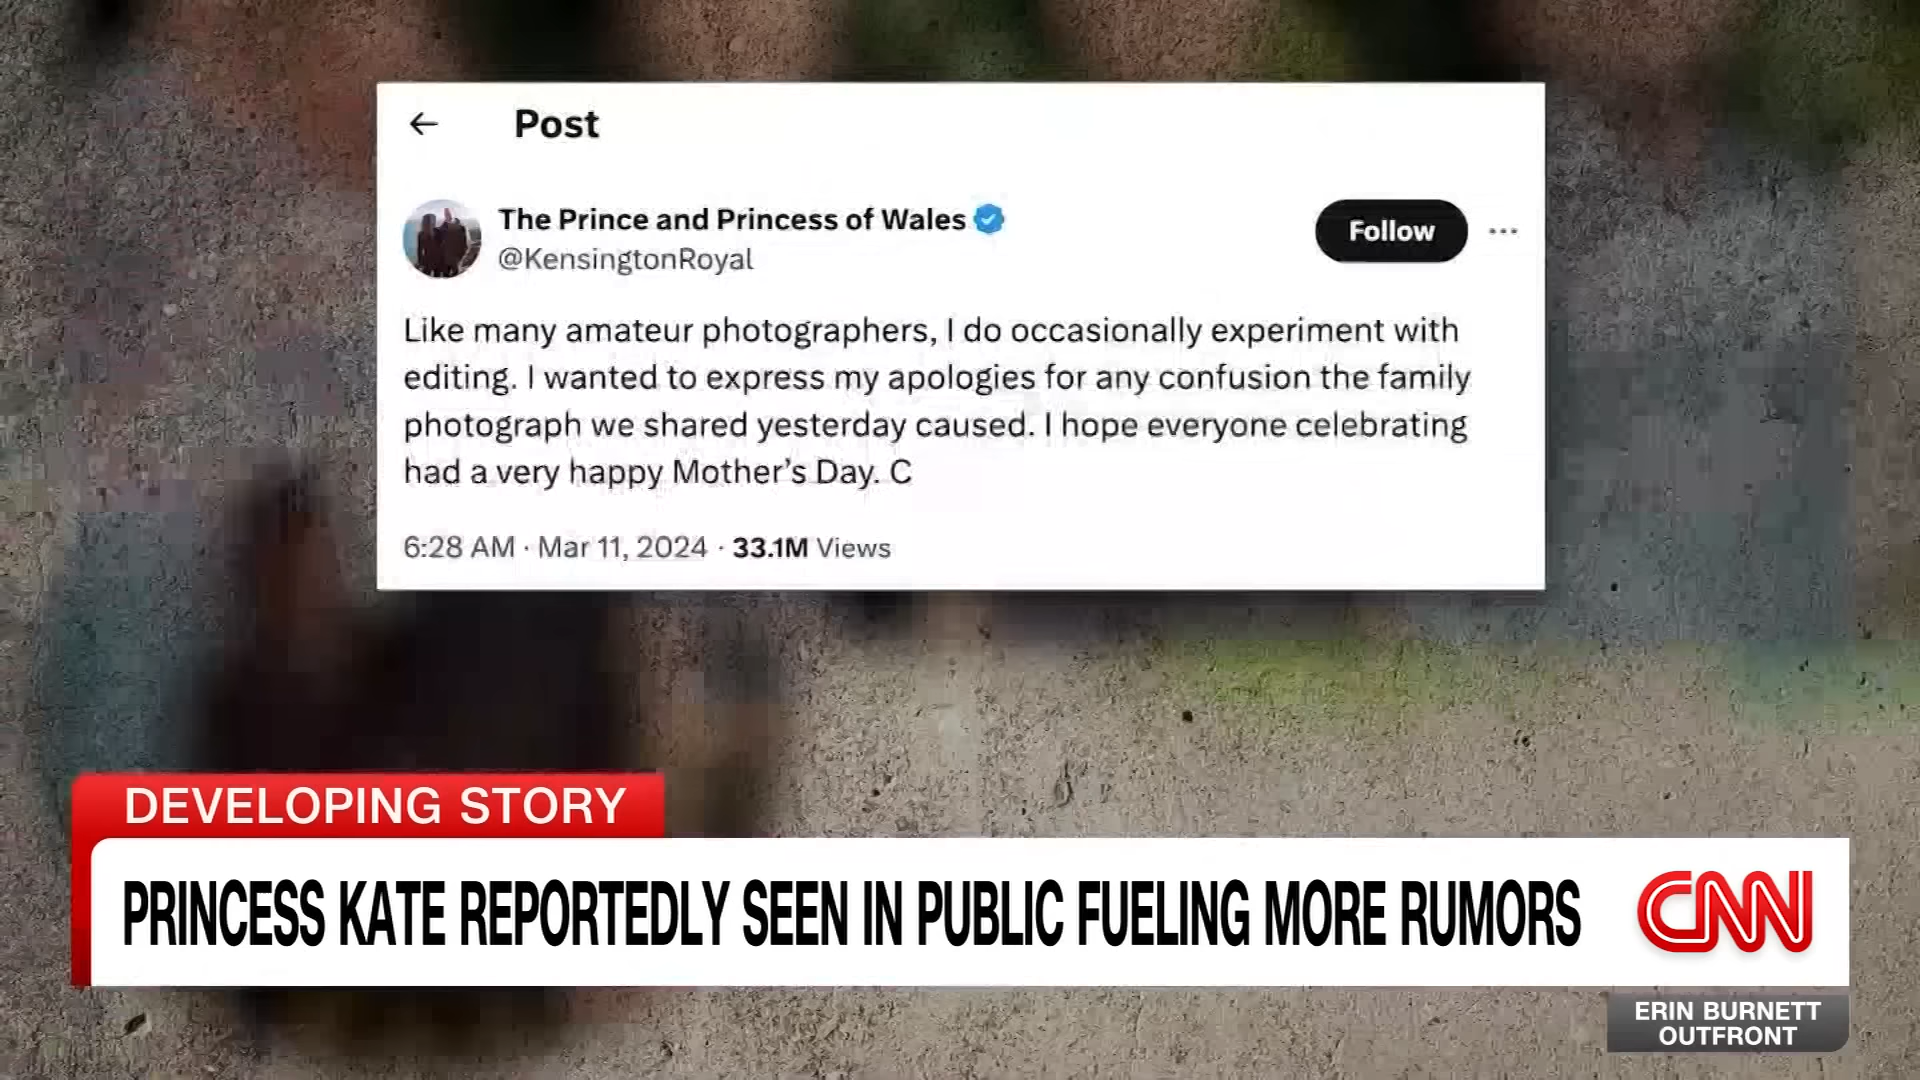 Post
The Prince and Princess of Wales
@KensingtonRoyal
Follow
Like many amateur photographers, I do occasionally experiment with
editing. I wanted to express my apologies for any confusion the family
photograph we shared yesterday caused. I hope everyone celebrating
had a very happy Mother's Day. C
6:28 AM · Mar 11, 2024 · 33.1M Views
DEVELOPING STORY
PRINCESS KATE REPORTEDLY SEEN IN PUBLIC FUELING MORE RUMORS
CNN
ERIN BURNETT
OUTFRONT